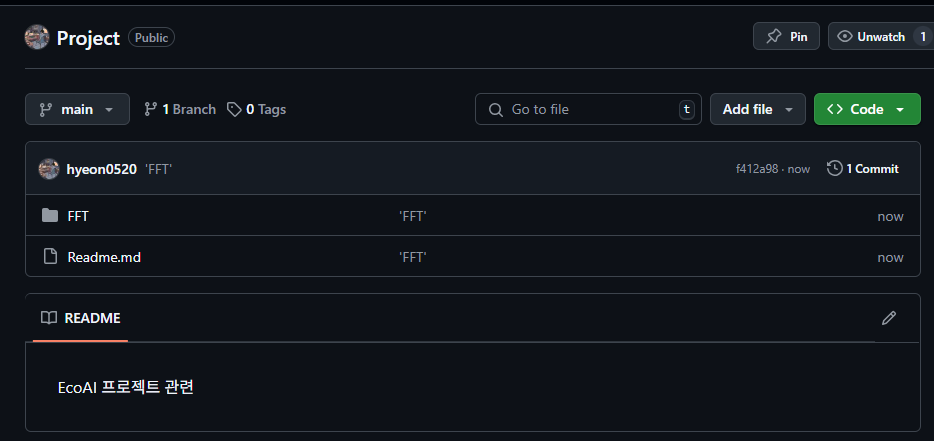 Project Public Pin Unwatch 1
main 1 Branch 0 Tags Go to file t Add file Code
hyeon0520 'FFT' f412a98 · now 1 Commit
FFT 'FFT' now
Readme.md 'FFT' now
README
EcoAI 프로젝트 관련